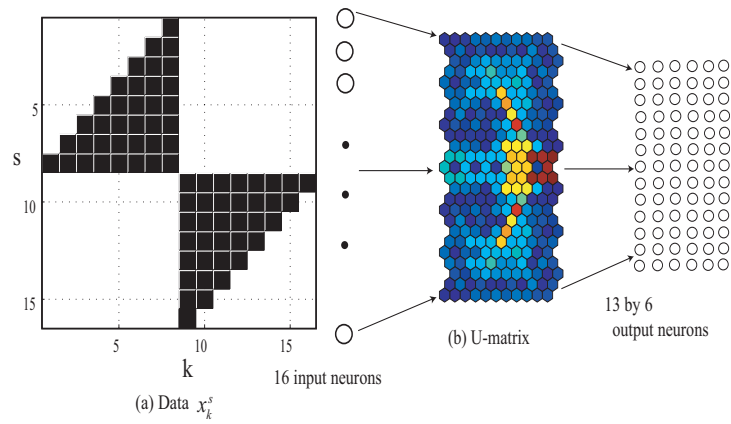 5
10
15
s
5
10
15
k
(a) Data x_k^s
16 input neurons
(b) U-matrix
13 by 6
output neurons